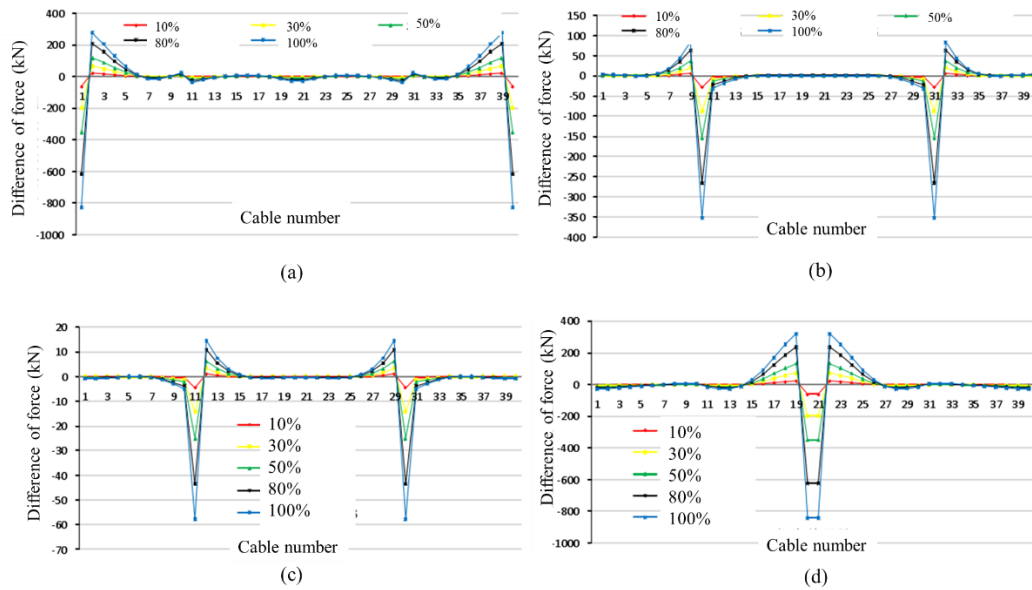 10% 30% 50%
80% 100%
400
200
0
-200
-400
-600
-800
-1000
1 3 5 7 9 11 13 15 17 19 21 23 25 27 29 31 33 35 37 39
Difference of force (kN)
Cable number
(a)
10% 30% 50%
80% 100%
150
100
50
0
-50
-100
-150
-200
-250
-300
-350
-400
1 3 5 7 9 11 13 15 17 19 21 23 25 27 29 31 33 35 37 39
Difference of force (kN)
Cable number
(b)
20
10
0
-10
-20
-30
-40
-50
-60
-70
1 3 5 7 9 11 13 15 17 19 21 23 25 27 29 31 33 35 37 39
Difference of force (kN)
10%
30%
50%
80%
100%
Cable number
(c)
400
200
0
-200
-400
-600
-800
-1000
1 3 5 7 9 11 13 15 17 19 21 23 25 27 29 31 33 35 37 39
Difference of force (kN)
10%
30%
50%
80%
100%
Cable number
(d)